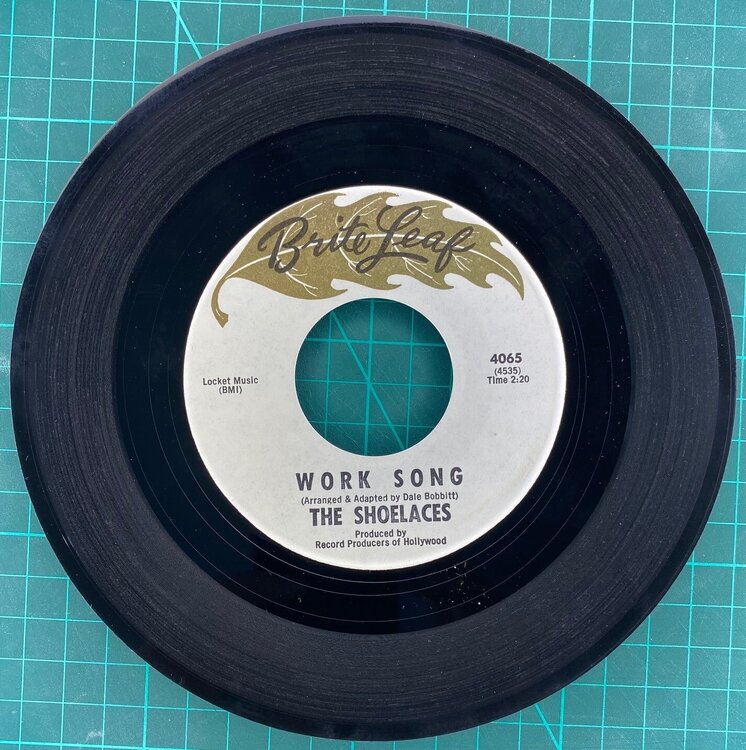 Brite Leaf
4065
(4535)
Time 2:20
Locket Music
(BMI)
WORK SONG
(Arranged & Adapted by Dale Bobbitt)
THE SHOELACES
Produced by
Record Producers of Hollywood